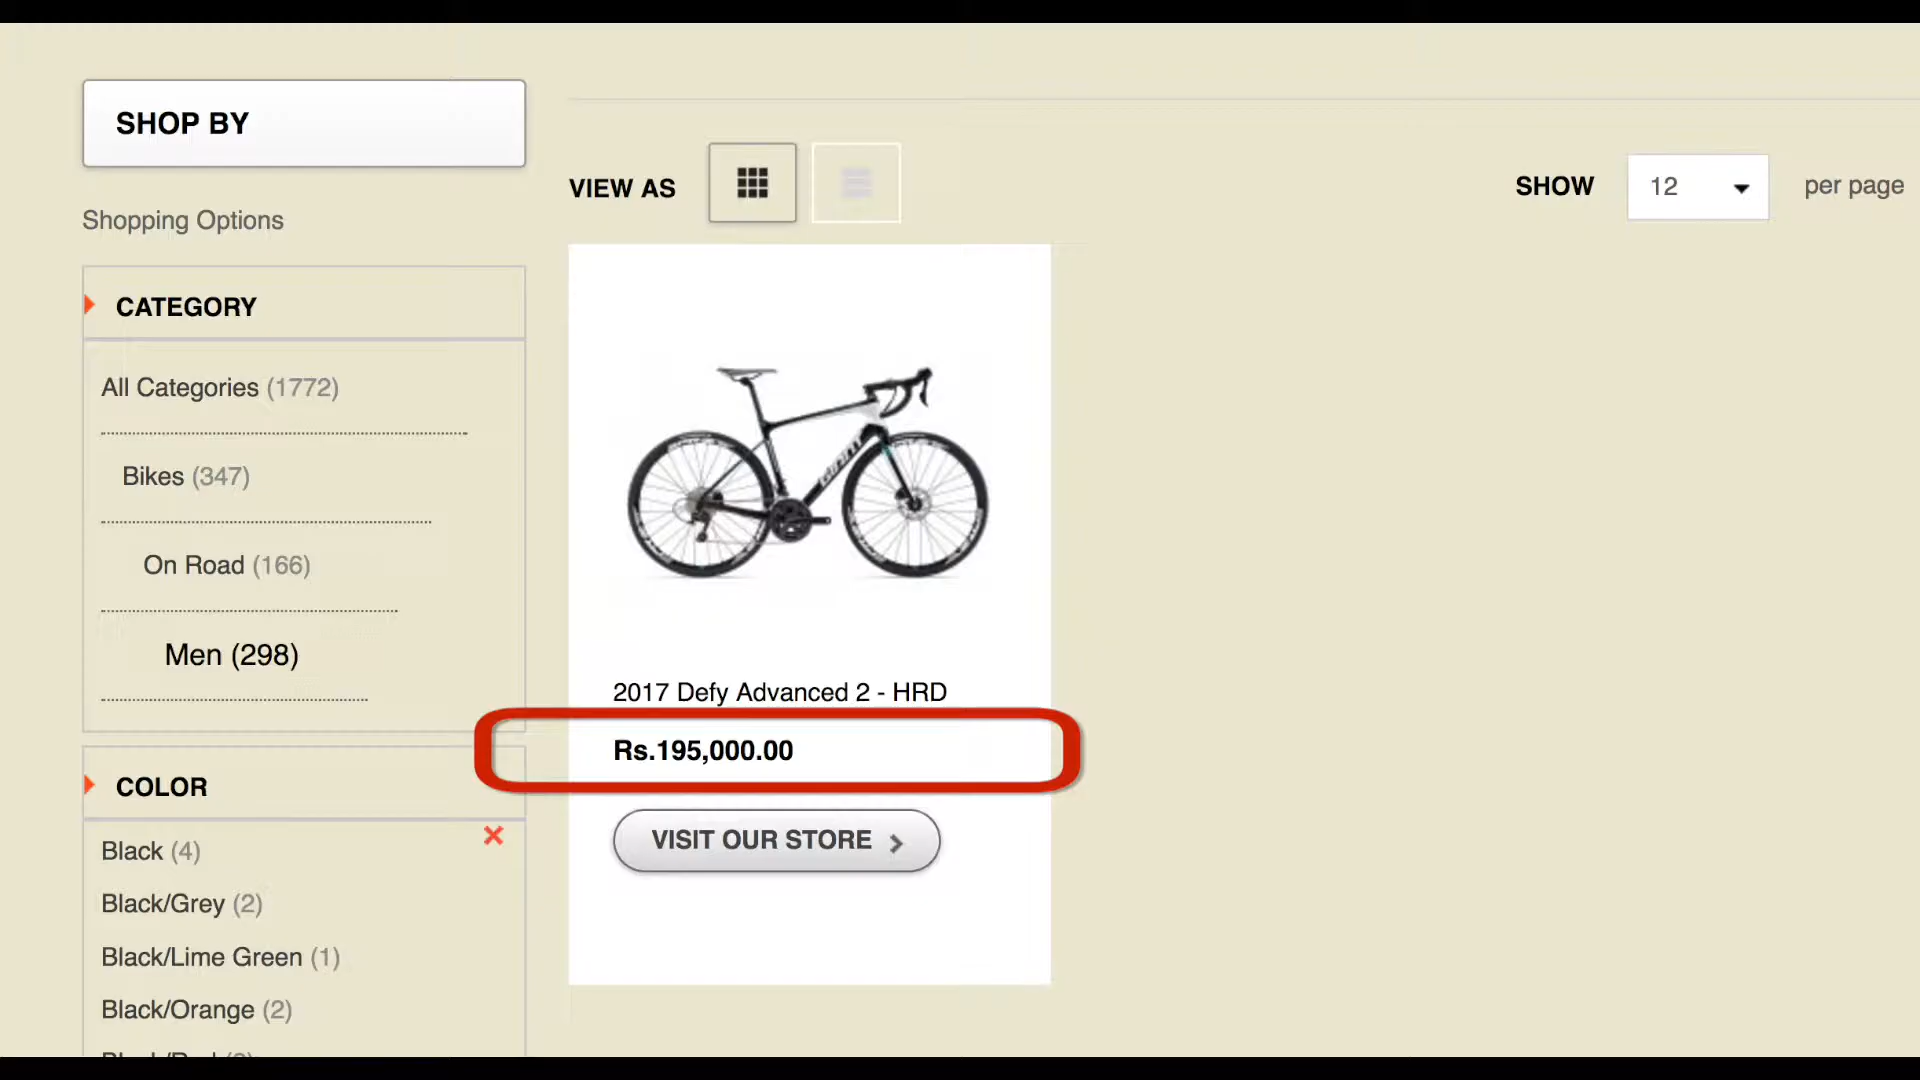 SHOP BY
VIEW AS
SHOW 12 per page
Shopping Options
CATEGORY
All Categories (1772)
Bikes (347)
On Road (166)
Men (298)
GIANT
2017 Defy Advanced 2 - HRD
Rs.195,000.00
VISIT OUR STORE
COLOR
Black (4)
Black/Grey (2)
Black/Lime Green (1)
Black/Orange (2)